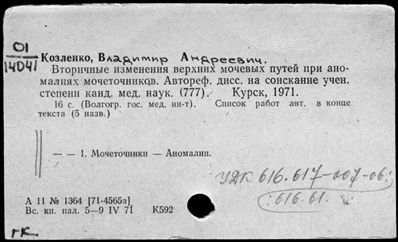 01
14041
Козленко, Владимир Андреевич.
Вторичные изменения верхних мочевых путей при ано-
малиях мочеточников. Автореф. дисс. на соискание учен.
степени канд. мед. наук. (777). Курск, 1971.
16 с. (Волгогр. гос. мед. ин-т). Список работ авт. в конце
текста (5 назв.)
— — 1. Мочеточники — Аномалии.
УДК 616.617-007-06:
:616.61.
А 11 № 1364 [71-4565а]
Вс. кн. пал. 5—9 IV 71 К592
гк.